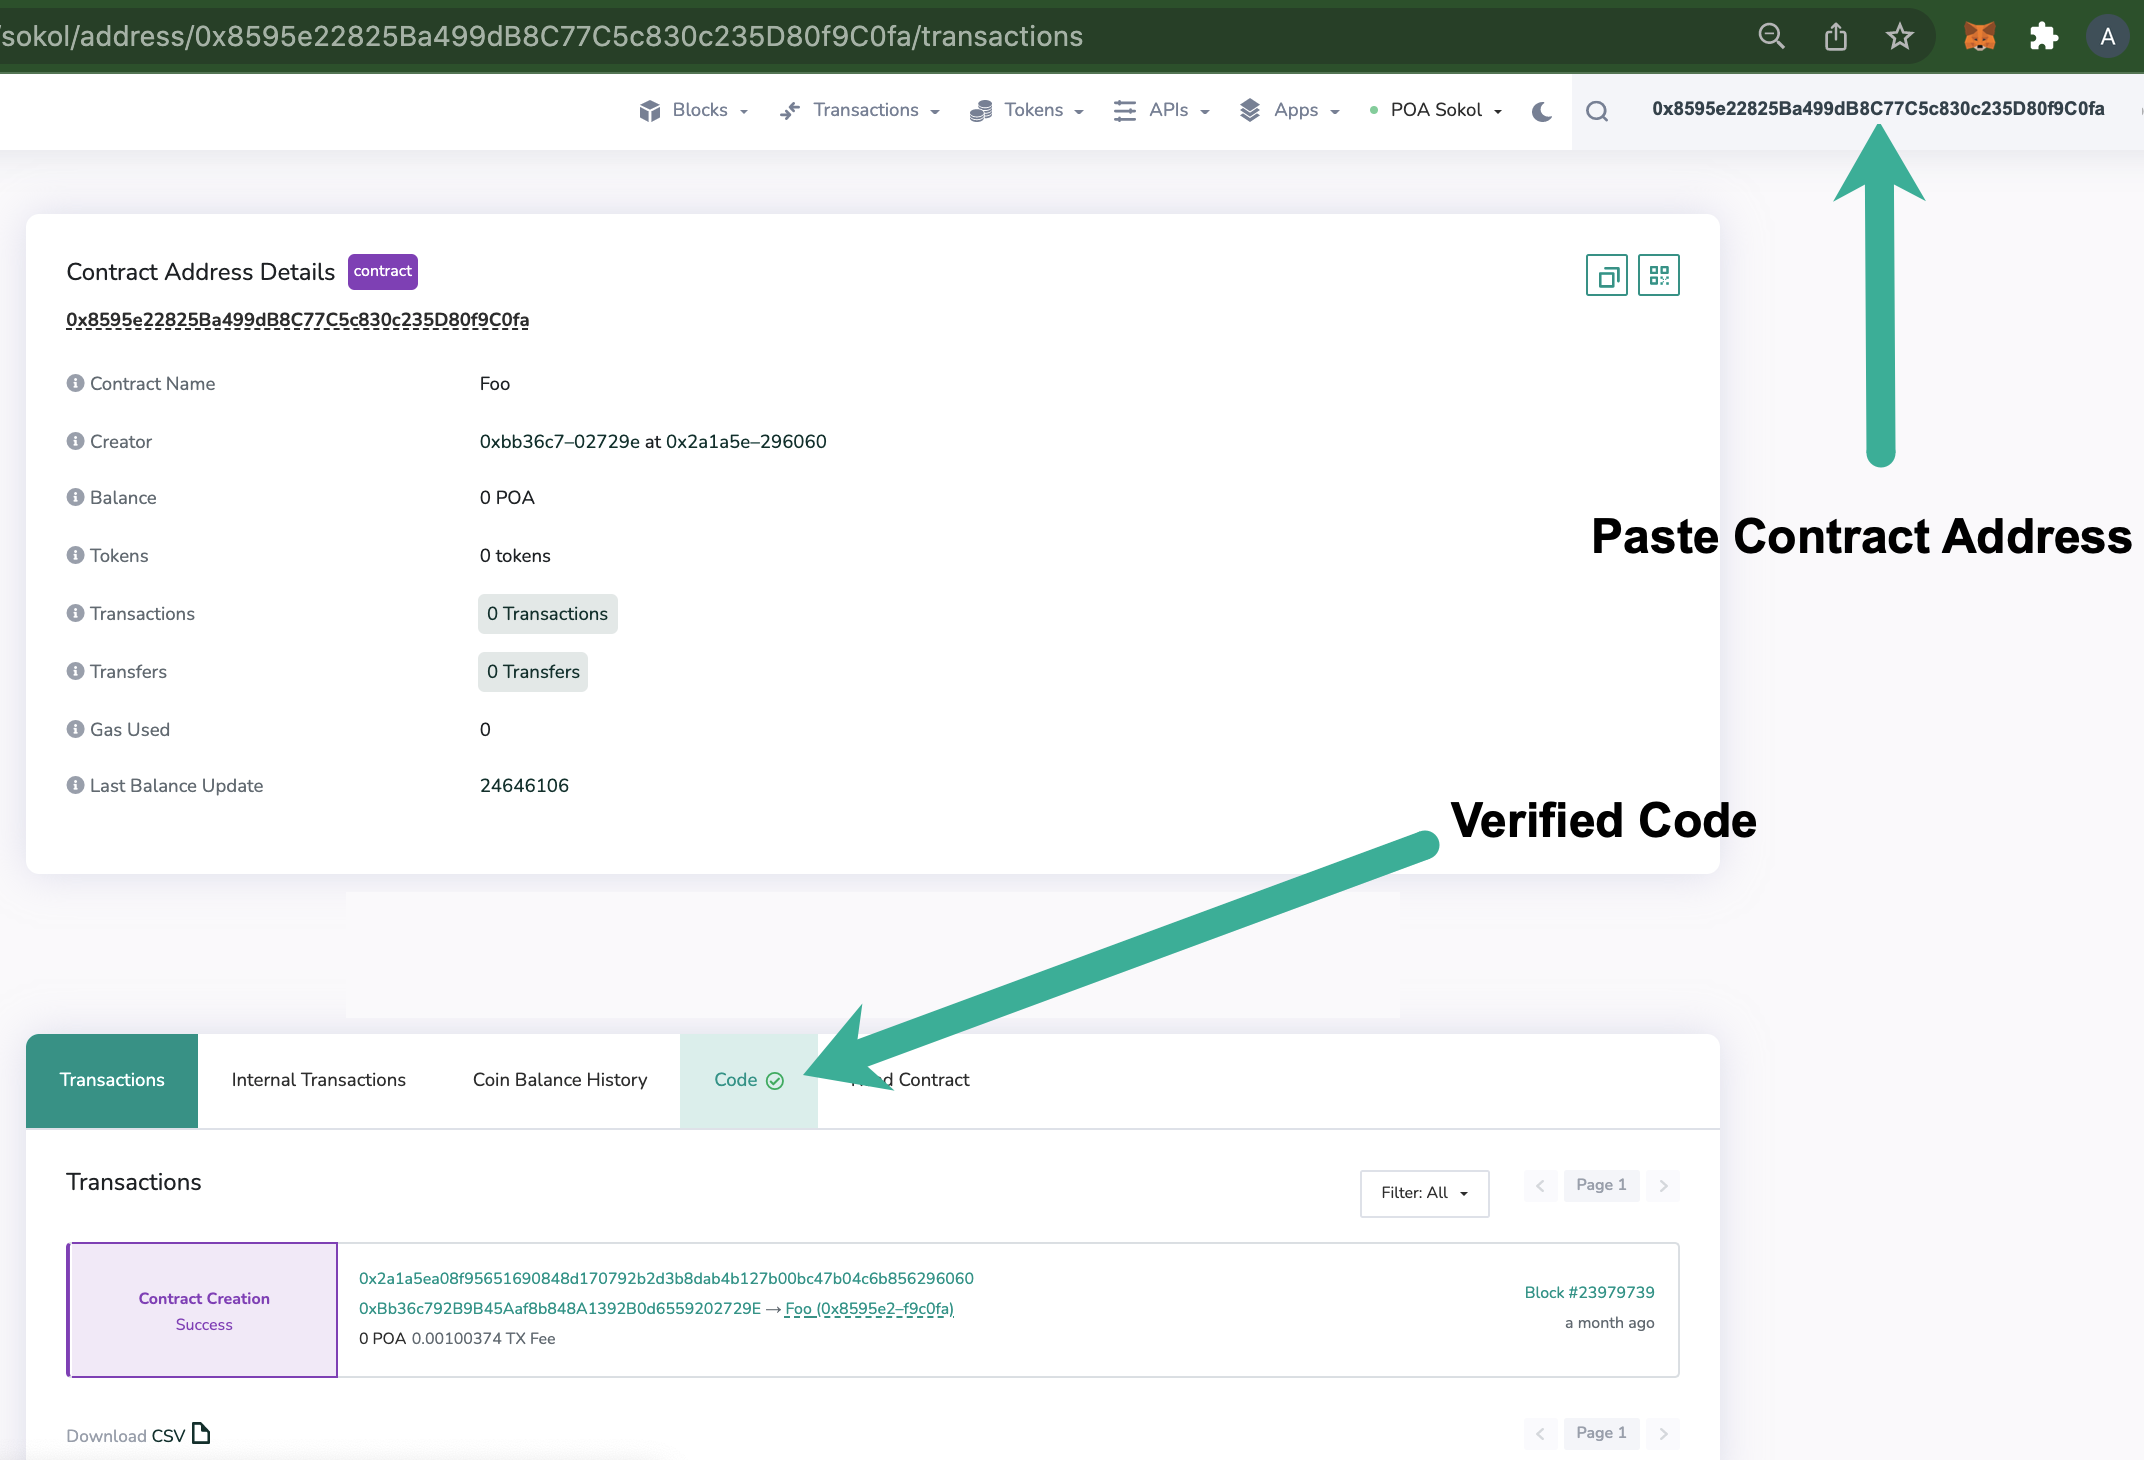 /sokol/address/0x8595e22825Ba499dB8C77C5c830c235D80f9C0fa/transactions
A
Blocks
Transactions
Tokens
APIs
Apps
POA Sokol
0x8595e22825Ba499dB8C77C5c830c235D80f9C0fa
Contract Address Details contract
0x8595e22825Ba499dB8C77C5c830c235D80f9C0fa
Contract Name Foo
Creator 0xbb36c7–02729e at 0x2a1a5e–296060
Balance 0 POA
Paste Contract Address
Tokens 0 tokens
Transactions 0 Transactions
Transfers 0 Transfers
Gas Used 0
Last Balance Update 24646106
Verified Code
Transactions
Internal Transactions
Coin Balance History
Code
Contract
Transactions
Filter: All
Page 1
Contract Creation
Success
0x2a1a5ea08f95651690848d170792b2d3b8dab4b127b00bc47b04c6b856296060
0xBb36c792B9B45Aaf8b848A1392B0d6559202729E → Foo (0x8595e2–f9c0fa)
0 POA 0.00100374 TX Fee
Block #23979739
a month ago
Download CSV
Page 1